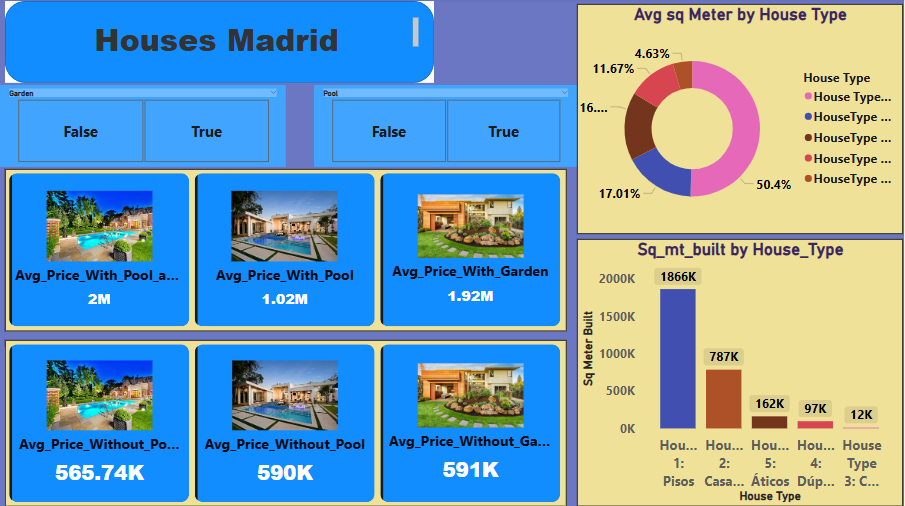 Houses Madrid
Garden
False
True
Pool
False
True
Avg_Price_With_Pool_a...
2M
Avg_Price_With_Pool
1.02M
Avg_Price_With_Garden
1.92M
Avg_Price_Without_Po...
565.74K
Avg_Price_Without_Pool
590K
Avg_Price_Without_Ga...
591K
Avg sq Meter by House Type
4.63%
11.67%
16....
17.01%
50.4%
House Type
House Type...
HouseType ...
HouseType ...
HouseType ...
HouseType ...
Sq_mt_built by House_Type
Sq Meter Built
2000K
1500K
1000K
500K
0K
1866K
787K
162K
97K
12K
Hou...
1:
Pisos
Hou...
2:
Casa...
Hou...
5:
Áticos
Hou...
4:
Dúp...
House
Type
3: C...
House Type